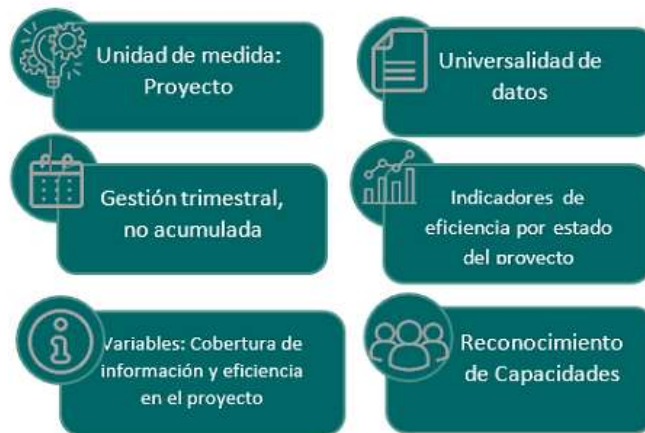 Unidad de medida:
Proyecto
Universalidad de
datos
Gestión trimestral,
no acumulada
Indicadores de
eficiencia por estado
del proyecto
Variables: Cobertura de
información y eficiencia
en el proyecto
Reconocimiento
de Capacidades